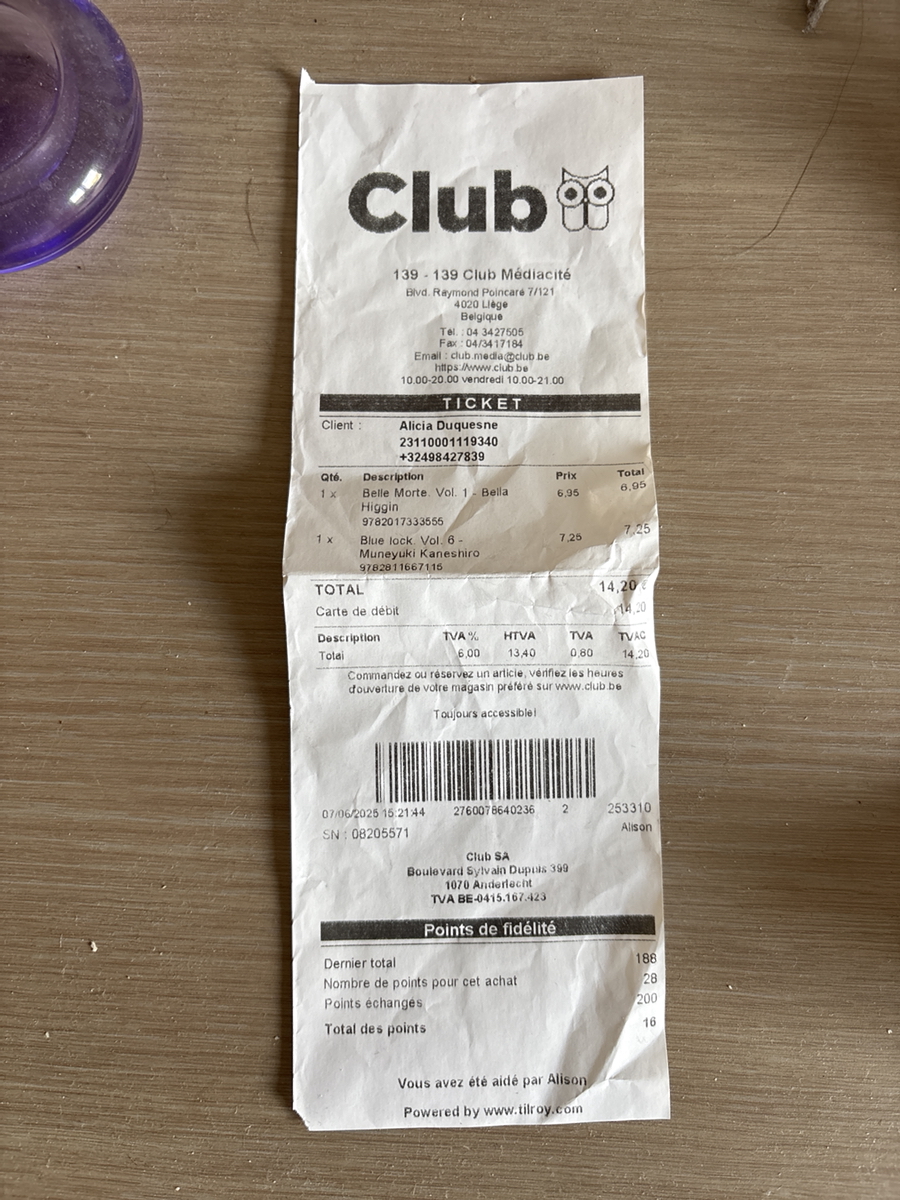 Club
139 - 139 Club Médiacité
Blvd. Raymond Poincaré 7/121
4020 Liège
Belgique
Tél. : 04 3427505
Fax : 04/3417184
Email : club.media@club.be
https://www.club.be
10.00-20.00 vendredi 10.00-21.00
TICKET
Client : Alicia Duquesne
23110001119340
+32498427839
Qté. Description Prix Total
1 x Belle Morte. Vol. 1 - Bella 6,95 6,95
Higgin
9782017333555
1 x Blue lock. Vol. 6 - 7,25 7,25
Muneyuki Kaneshiro
9782811667115
TOTAL 14,20 €
Carte de débit 14,20
Description TVA % HTVA TVA TVAC
Total 6,00 13,40 0,80 14,20
Commandez ou réservez un article, vérifiez les heures
d'ouverture de votre magasin préféré sur www.club.be
Toujours accessible!
07/06/2025 15:21:44 2760078640236 2 253310
SN : 08205571 Alison
Club SA
Boulevard Sylvain Dupuis 399
1070 Anderlecht
TVA BE-0415.167.423
Points de fidélité
Dernier total 188
Nombre de points pour cet achat 28
Points échangés 200
Total des points 16
Vous avez été aidé par Alison
Powered by www.tilroy.com